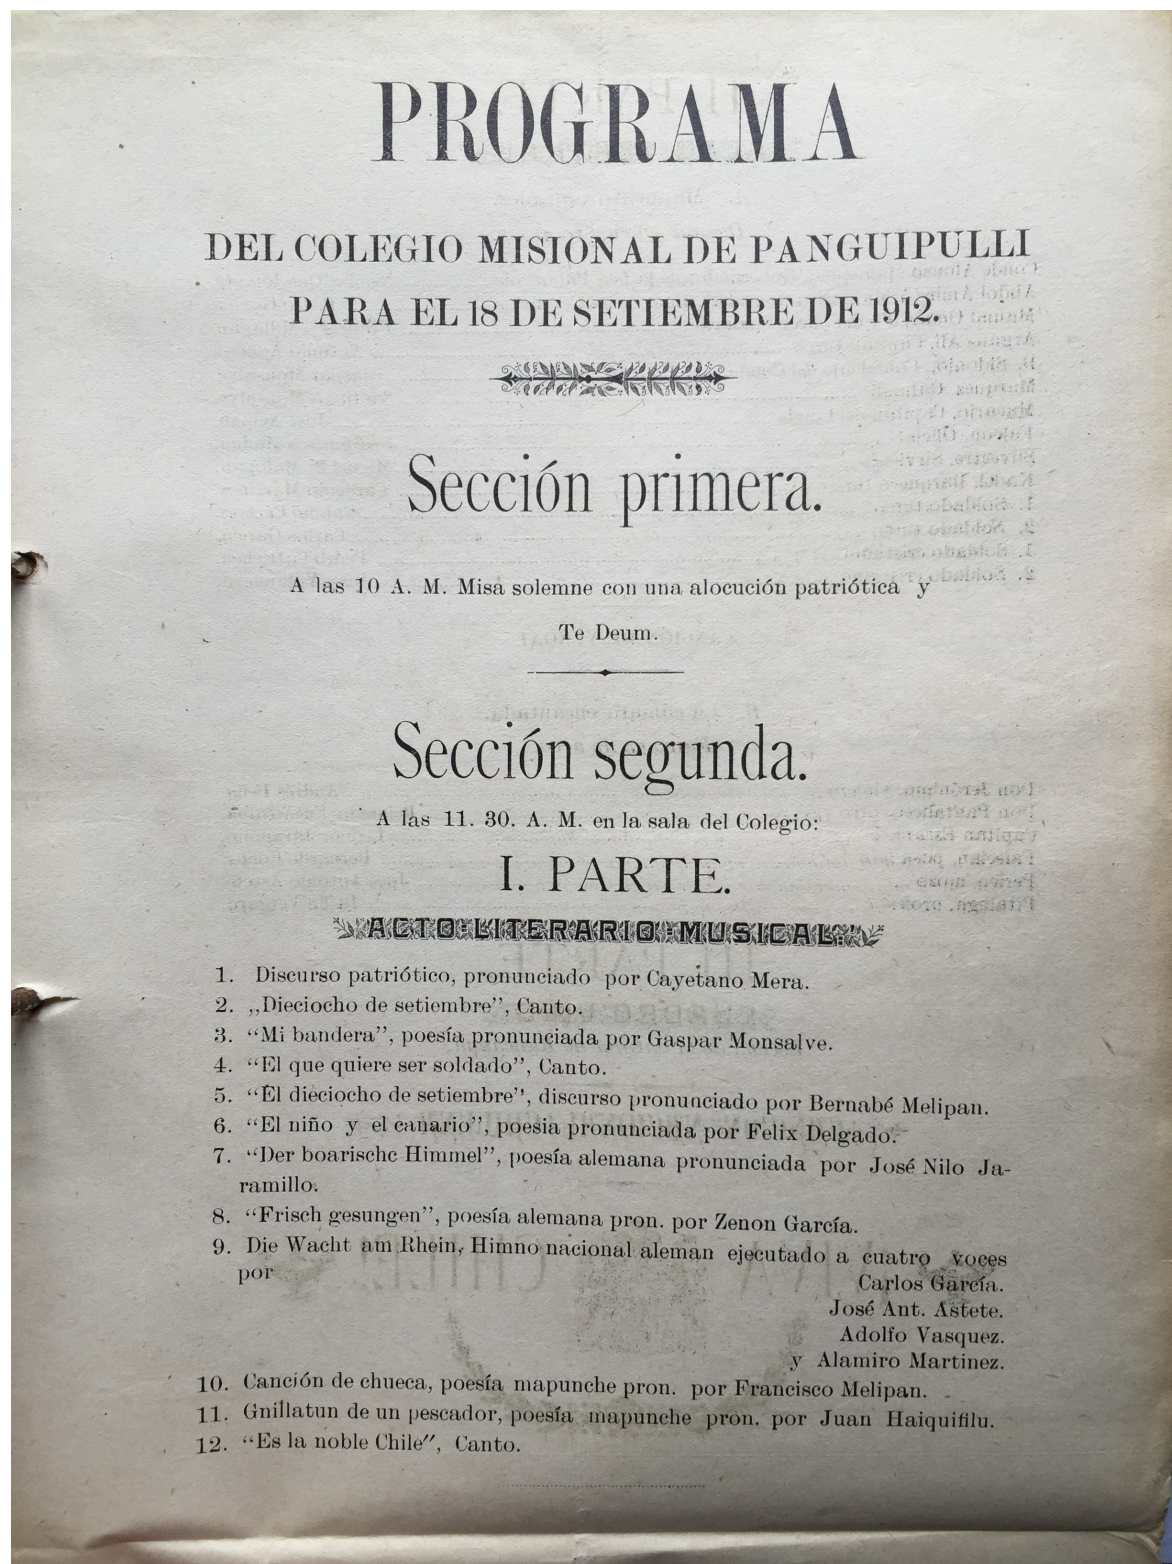 PROGRAMA
DEL COLEGIO MISIONAL DE PANGUIPULLI
PARA EL 18 DE SETIEMBRE DE 1912.
Sección primera.
A las 10 A. M. Misa solemne con una alocución patriótica y
Te Deum.
Sección segunda.
A las 11. 30. A. M. en la sala del Colegio:
I. PARTE.
ACTO LITERARIO MUSICAL.
1. Discurso patriótico, pronunciado por Cayetano Mera.
2. „Dieciocho de setiembre”, Canto.
3. “Mi bandera”, poesía pronunciada por Gaspar Monsalve.
4. “El que quiere ser soldado”, Canto.
5. “El dieciocho de setiembre”, discurso pronunciado por Bernabé Melipan.
6. “El niño y el canario”, poesia pronunciada por Felix Delgado.
7. “Der boarische Himmel”, poesía alemana pronunciada por José Nilo Ja-
ramillo.
8. “Frisch gesungen”, poesía alemana pron. por Zenon García.
9. Die Wacht am Rhein, Himno nacional aleman ejecutado a cuatro voces
por
Carlos García.
José Ant. Astete.
Adolfo Vasquez.
y Alamiro Martinez.
10. Canción de chueca, poesía mapunche pron. por Francisco Melipan.
11. Gnillatun de un pescador, poesía mapunche pron. por Juan Haiquifilu.
12. “Es la noble Chile”, Canto.